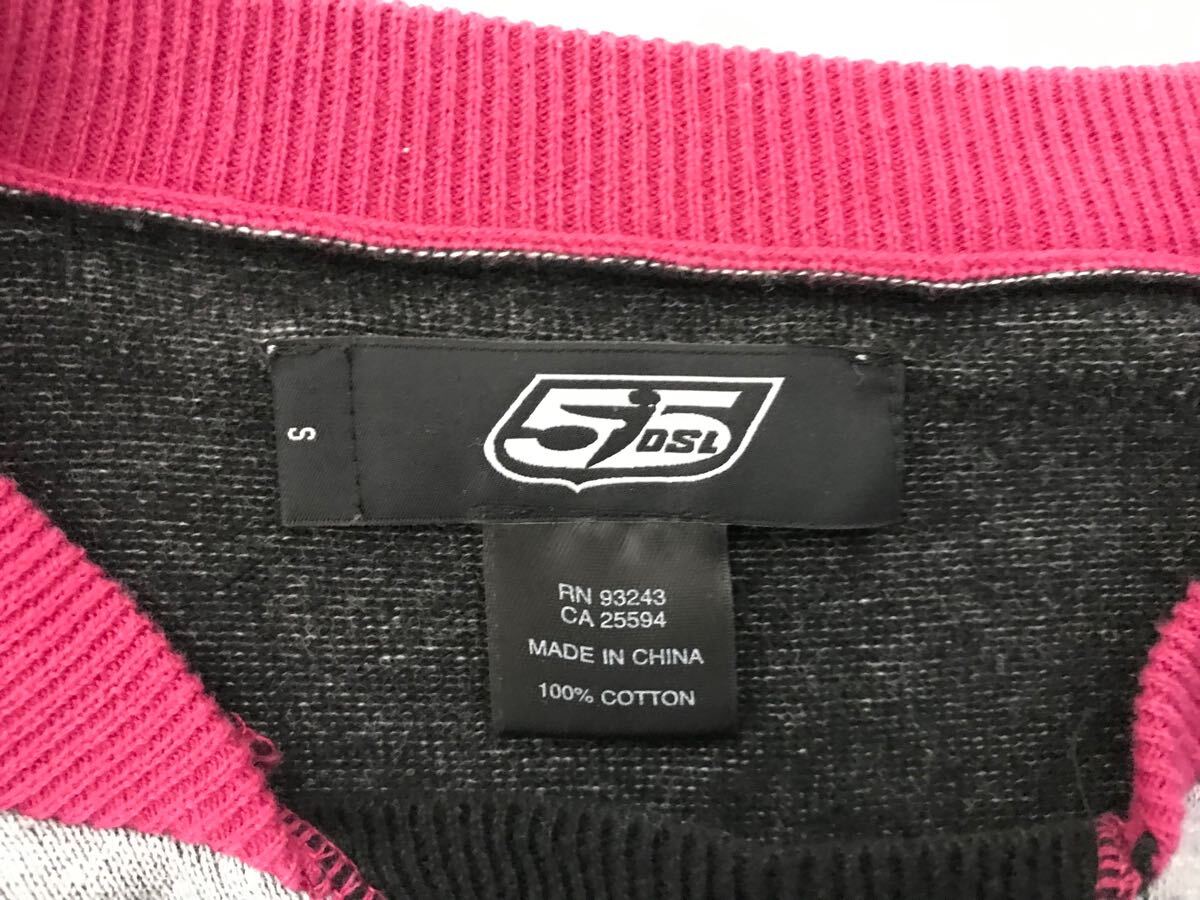 S
55 DSL
RN 93243
CA 25594
MADE IN CHINA
100% COTTON